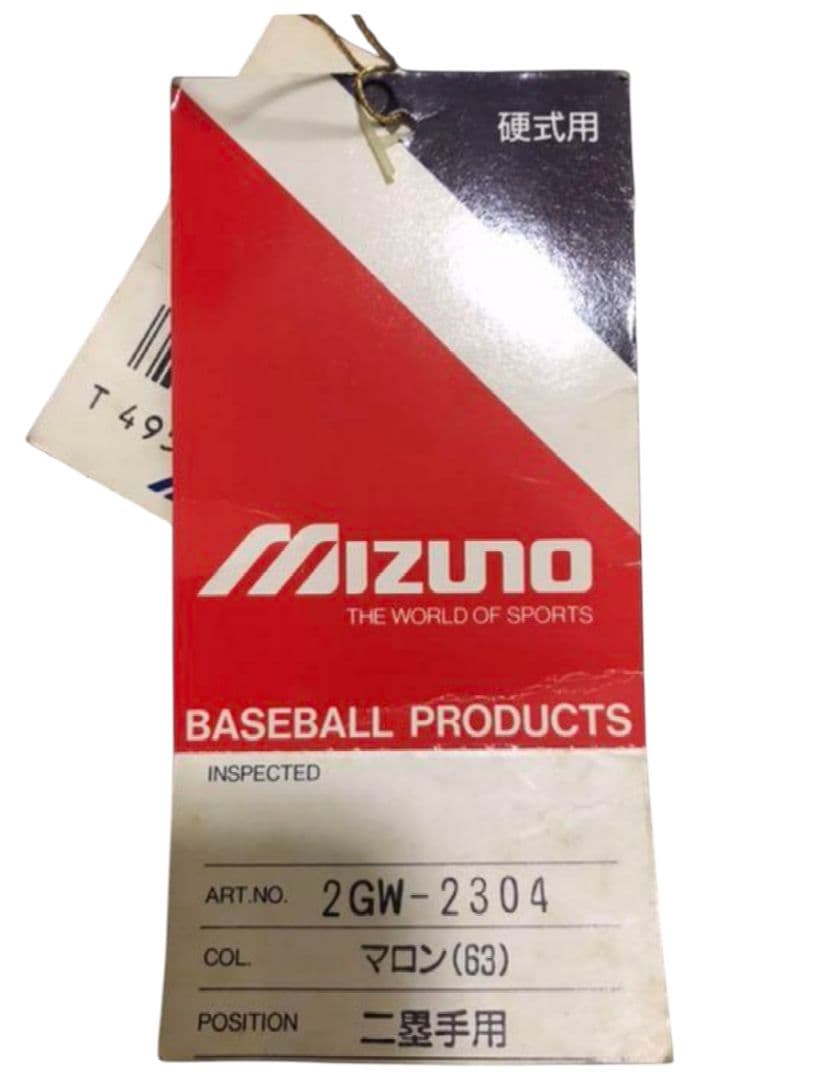 硬式用
T 495
MIZUNO
THE WORLD OF SPORTS
BASEBALL PRODUCTS
INSPECTED
ART.NO. 2GW-2304
COL. マロン(63)
POSITION 二塁手用